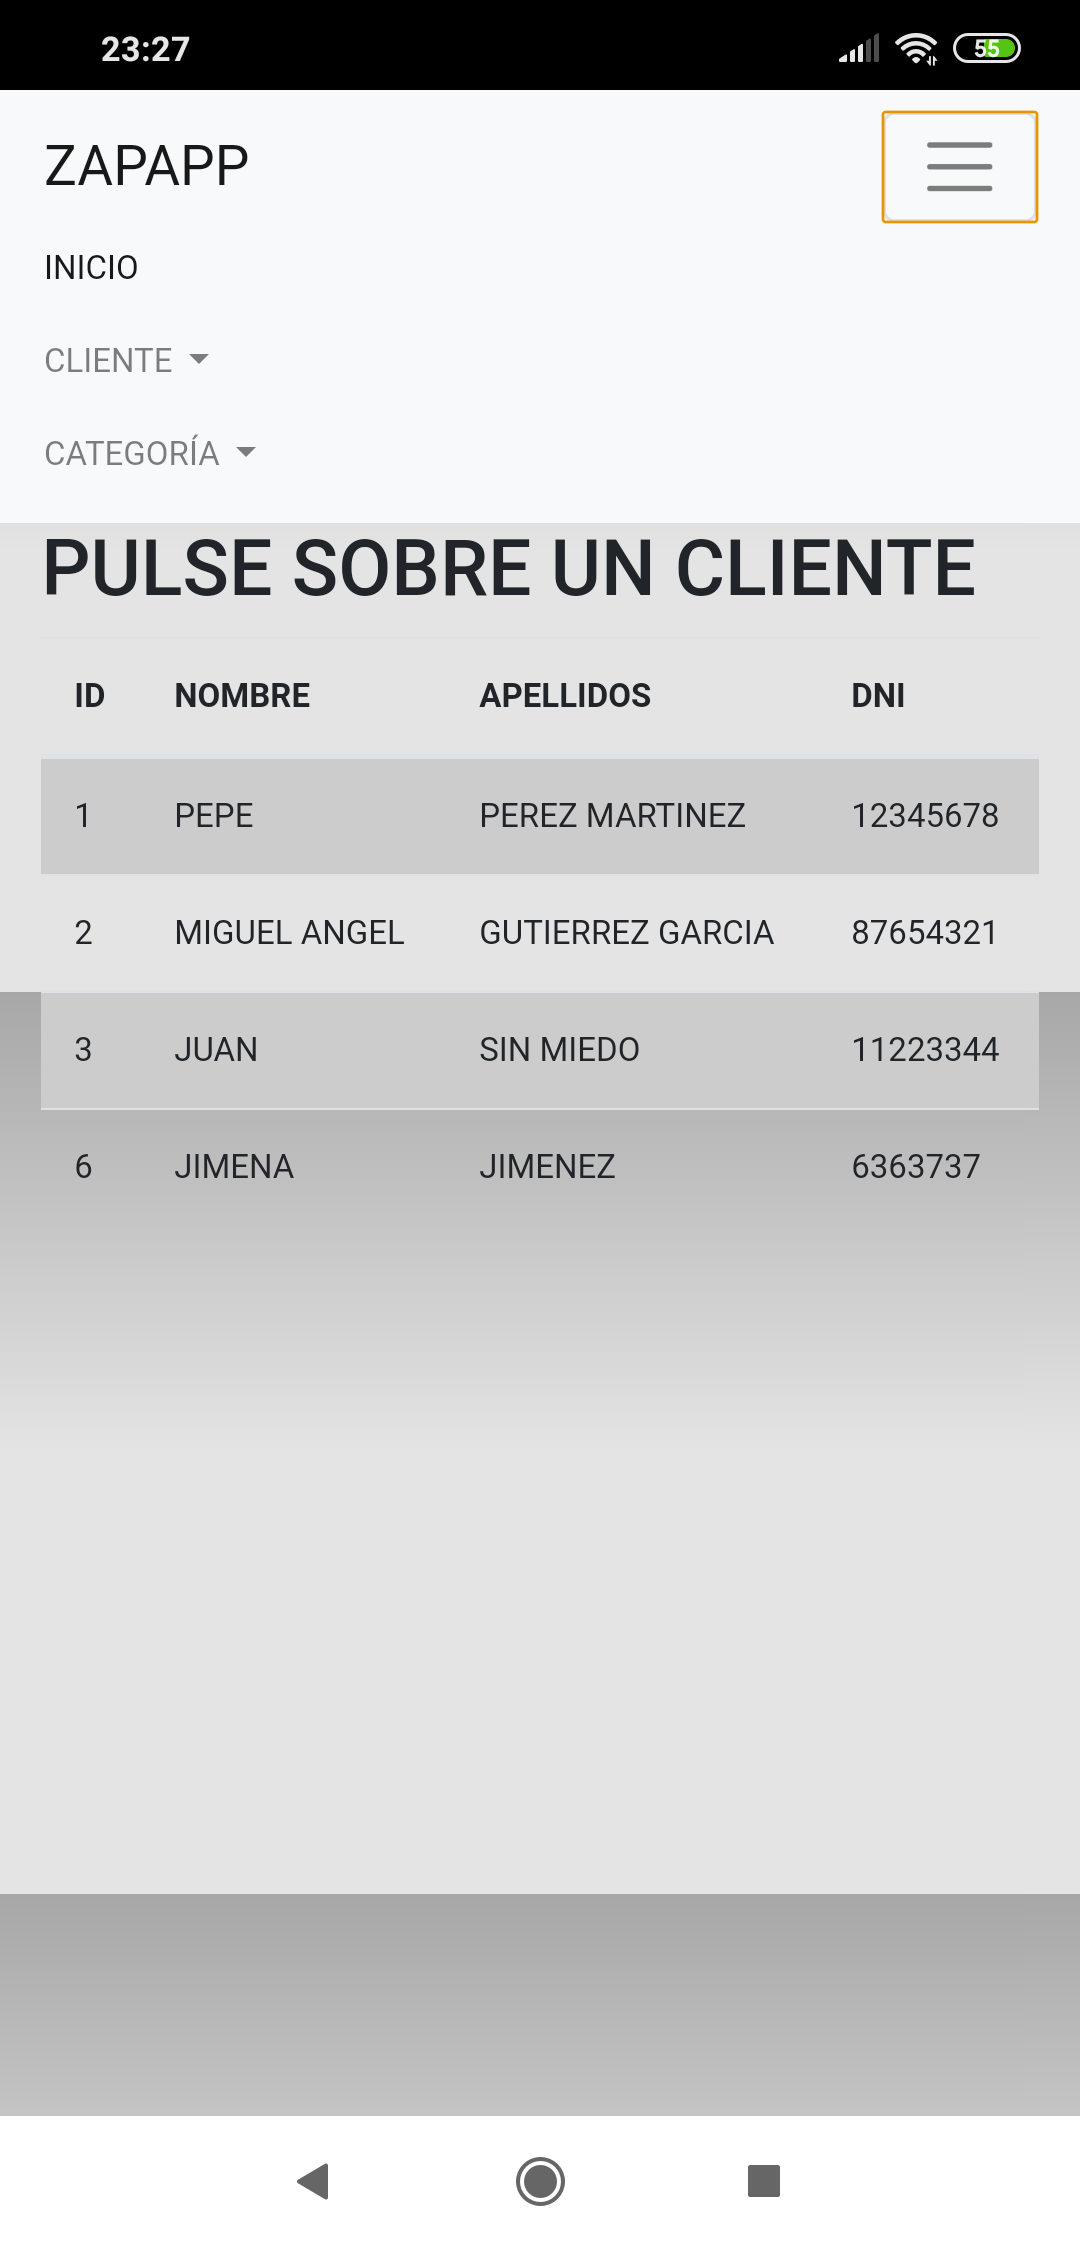 23:27 55
ZAPAPP
INICIO
CLIENTE
CATEGORÍA
PULSE SOBRE UN CLIENTE
ID NOMBRE APELLIDOS DNI
1 PEPE PEREZ MARTINEZ 12345678
2 MIGUEL ANGEL GUTIERREZ GARCIA 87654321
3 JUAN SIN MIEDO 11223344
6 JIMENA JIMENEZ 6363737